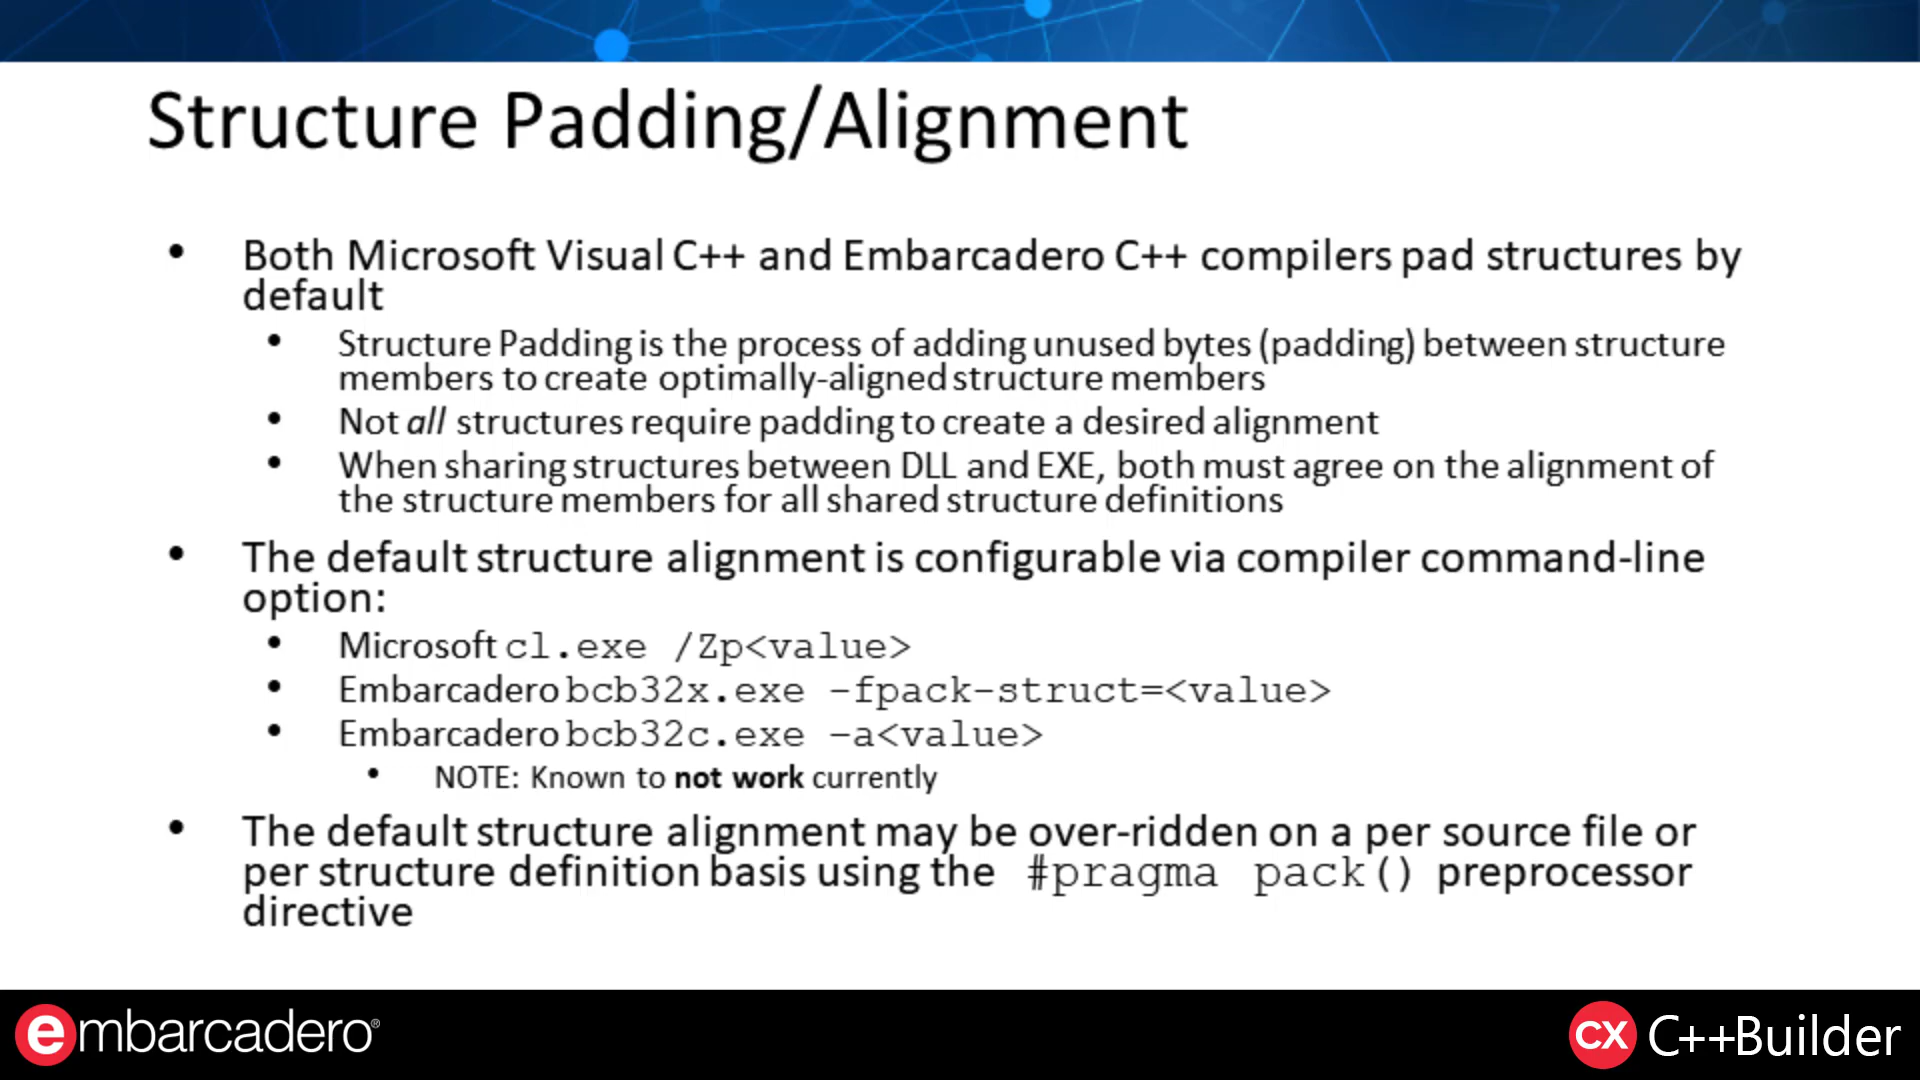 Structure Padding/Alignment
• Both Microsoft Visual C++ and Embarcadero C++ compilers pad structures by
default
• Structure Padding is the process of adding unused bytes (padding) between structure
members to create optimally-aligned structure members
• Not all structures require padding to create a desired alignment
• When sharing structures between DLL and EXE, both must agree on the alignment of
the structure members for all shared structure definitions
• The default structure alignment is configurable via compiler command-line
option:
• Microsoft cl.exe /Zp<value>
• Embarcadero bcb32x.exe -fpack-struct=<value>
• Embarcadero bcb32c.exe -a<value>
• NOTE: Known to not work currently
• The default structure alignment may be over-ridden on a per source file or
per structure definition basis using the #pragma pack() preprocessor
directive
embarcadero®
CX C++Builder